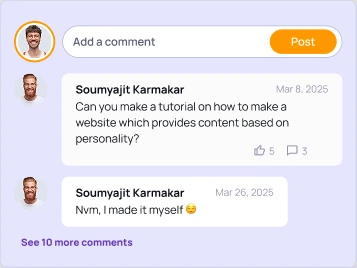 Add a comment
Post
Soumyajit Karmakar
Mar 8, 2025
Can you make a tutorial on how to make a
website which provides content based on
personality?
5
3
Soumyajit Karmakar
Mar 26, 2025
Nvm, I made it myself 😏
See 10 more comments